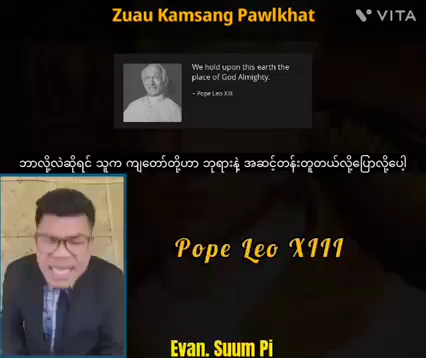 Zuau Kamsang Pawlkhat
VITA
We hold upon this earth the
place of God Almighty.
– Pope Leo XIII
ဘာလို့လဲဆိုရင် သူက ကျတော်တို့ဟာ ဘုရားနဲ့ အဆင့်တန်းတူတယ်လို့ပြောလို့ပေါ့
Pope Leo XIII
Evan. Suum Pi